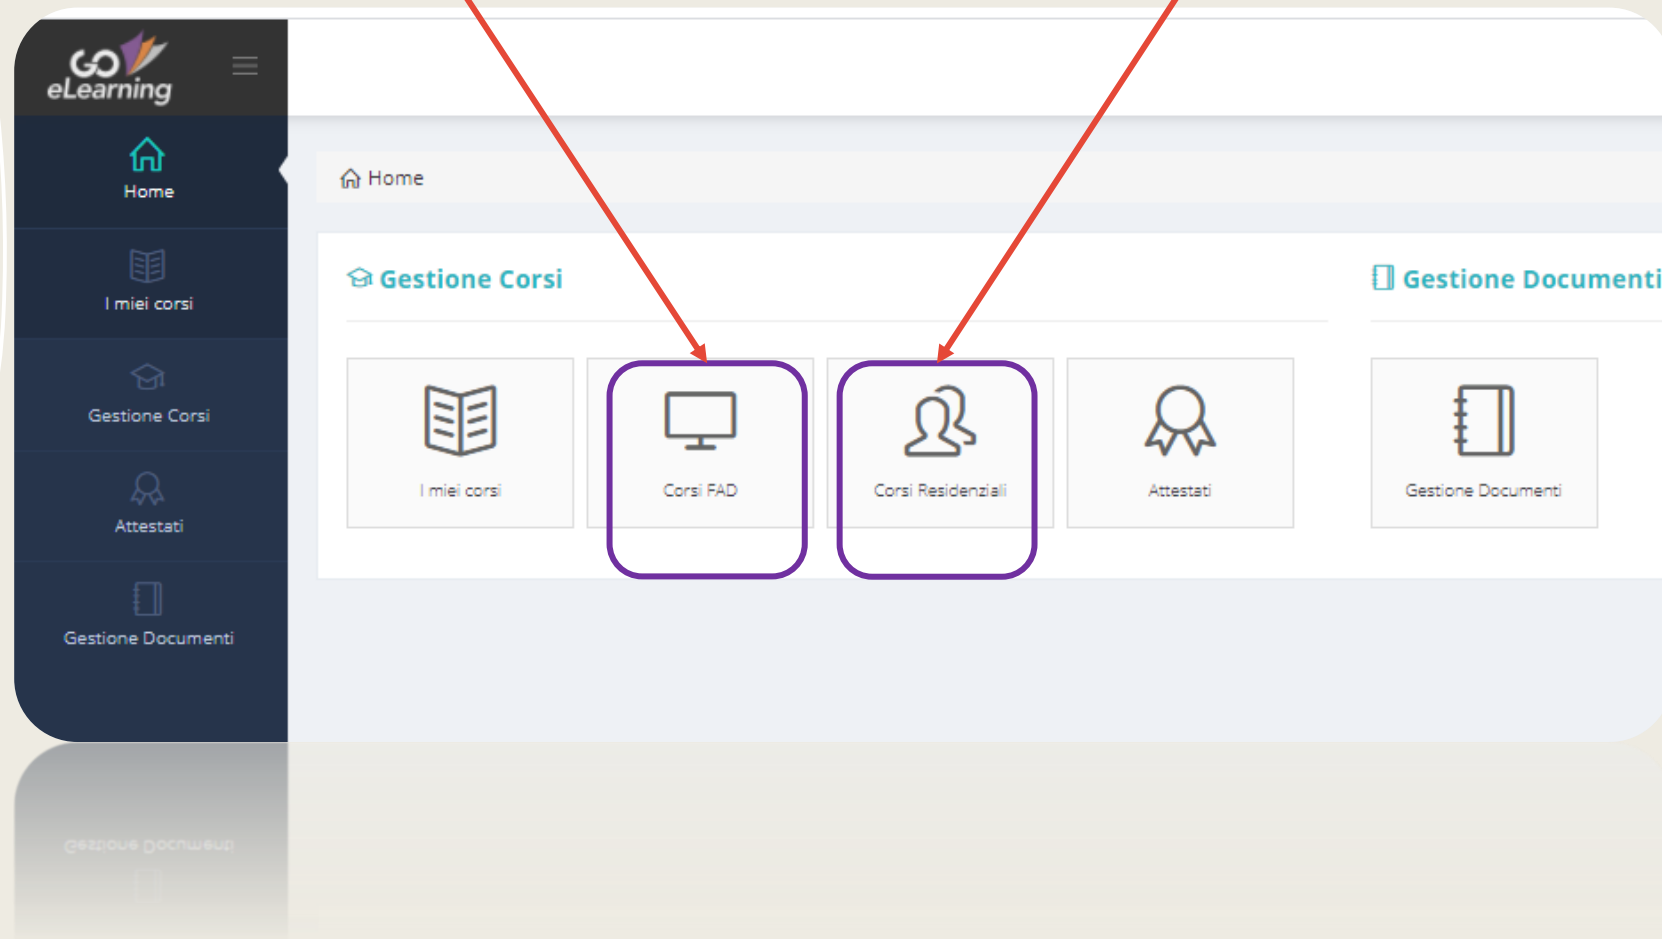 GO
eLearning
Home
I miei corsi
Gestione Corsi
Attestati
Gestione Documenti
Home
Gestione Corsi
I miei corsi
Corsi FAD
Corsi Residenziali
Attestati
Gestione Documenti
Gestione Documenti